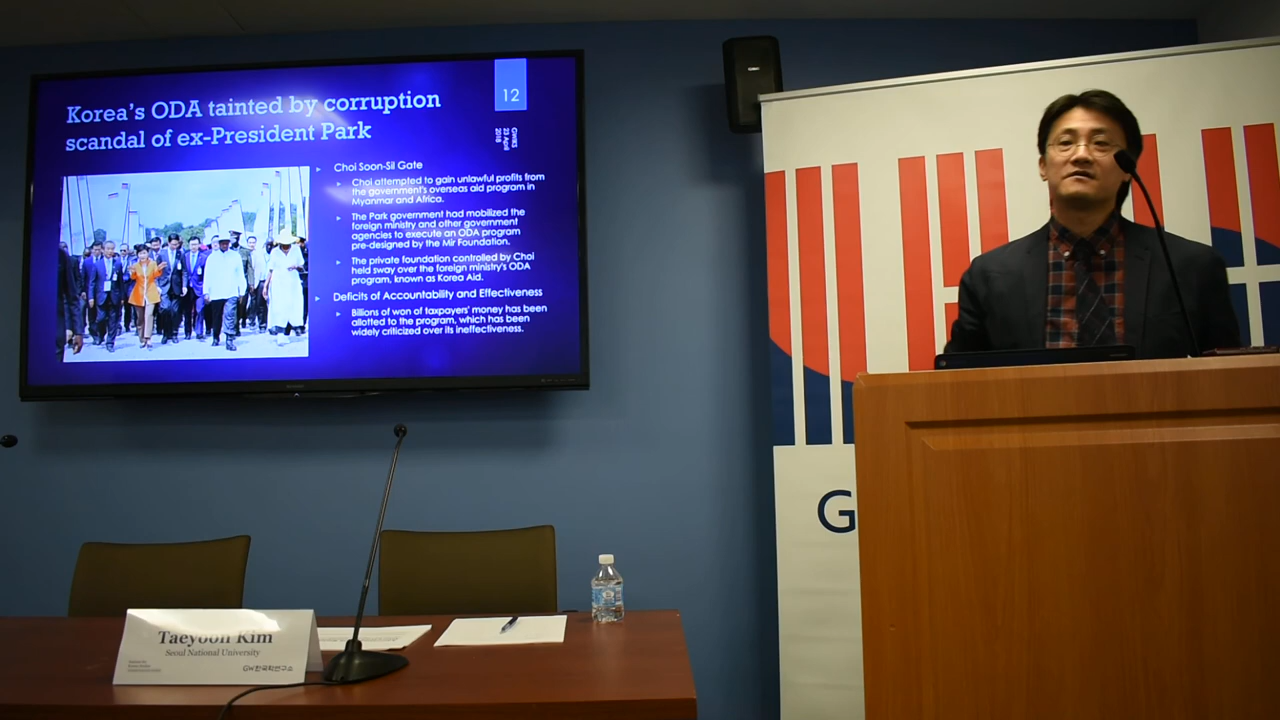 Korea's ODA tainted by corruption
scandal of ex-President Park
12
GWIKS
23 April
2018
Choi Soon-Sil Gate
Choi attempted to gain unlawful profits from
the government's overseas aid program in
Myanmar and Africa.
The Park government had mobilized the
foreign ministry and other government
agencies to execute an ODA program
pre-designed by the Mir Foundation.
The private foundation controlled by Choi
held sway over the foreign ministry's ODA
program, known as Korea Aid.
Deficits of Accountability and Effectiveness
Billions of won of taxpayers' money has been
allotted to the program, which has been
widely criticized over its ineffectiveness.
G
Taeyoon Kim
Seoul National University
GW한국학연구소